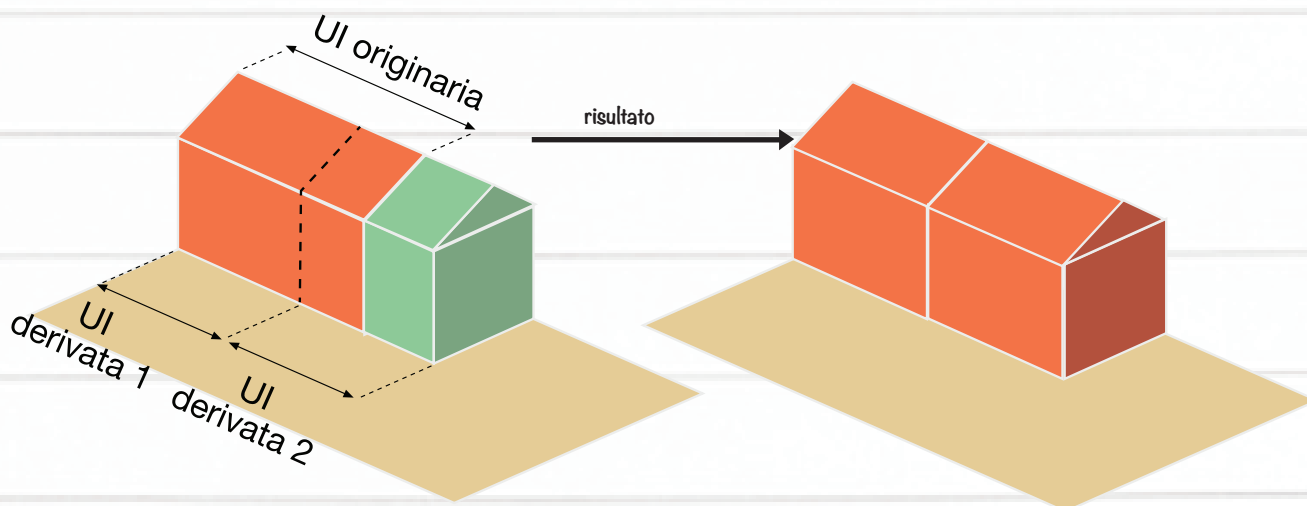 UI originaria
risultato
UI
derivata 1
UI
derivata 2